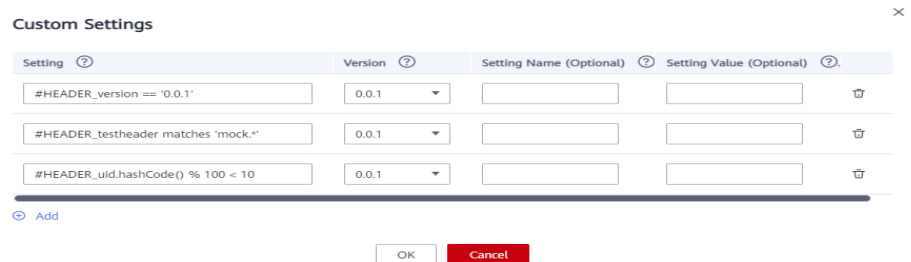 Custom Settings
Setting ? Version ? Setting Name (Optional) ? Setting Value (Optional) ?.
#HEADER_version == '0.0.1' 0.0.1
#HEADER_testheader matches 'mock.*' 0.0.1
#HEADER_uid.hashCode() % 100 < 10 0.0.1
Add
OK Cancel